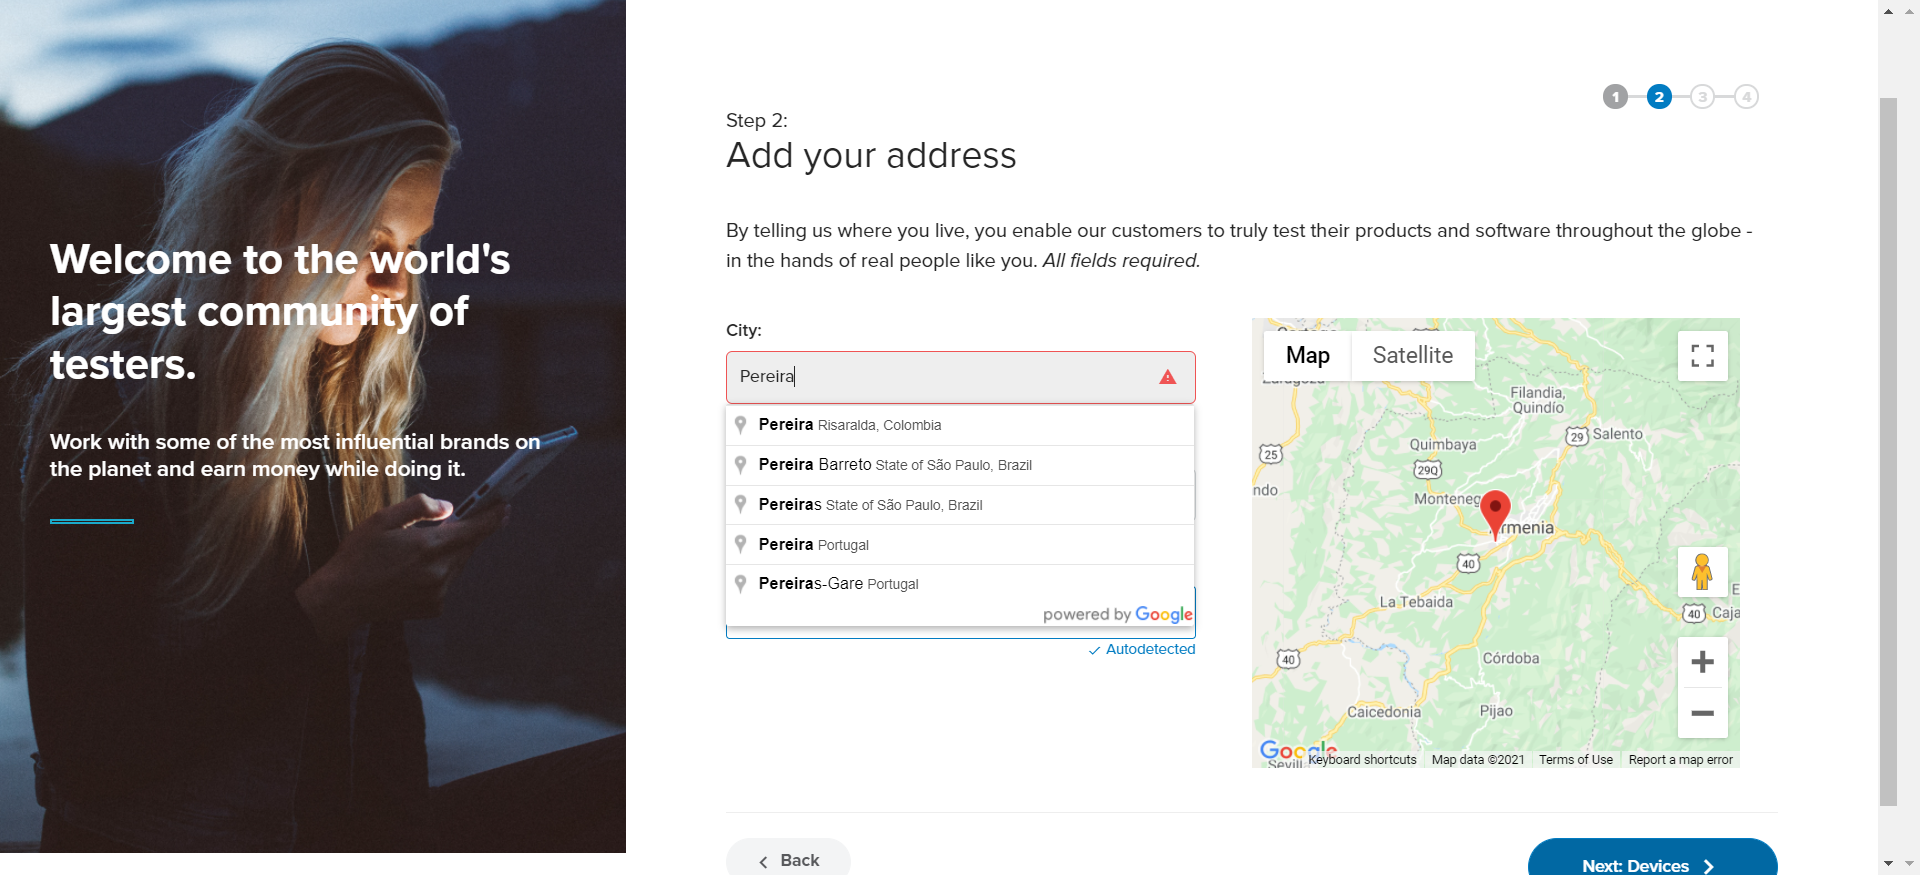 Welcome to the world's
largest community of
testers.
Work with some of the most influential brands on
the planet and earn money while doing it.
1 2 3 4
Step 2:
Add your address
By telling us where you live, you enable our customers to truly test their products and software throughout the globe -
in the hands of real people like you. All fields required.
City:
Pereira
Pereira Risaralda, Colombia
Pereira Barreto State of São Paulo, Brazil
Pereiras State of São Paulo, Brazil
Pereira Portugal
Pereiras-Gare Portugal
powered by Google
Autodetected
Map Satellite
Filandia,
Quindío
29 Salento
Quimbaya
25
29Q
ndo
Monteneg
rmenia
40
La Tebaida
40 Caja
Córdoba
40
Caicedonia
Pijao
Google
Sevilla
Keyboard shortcuts Map data ©2021 Terms of Use Report a map error
Back
Next: Devices